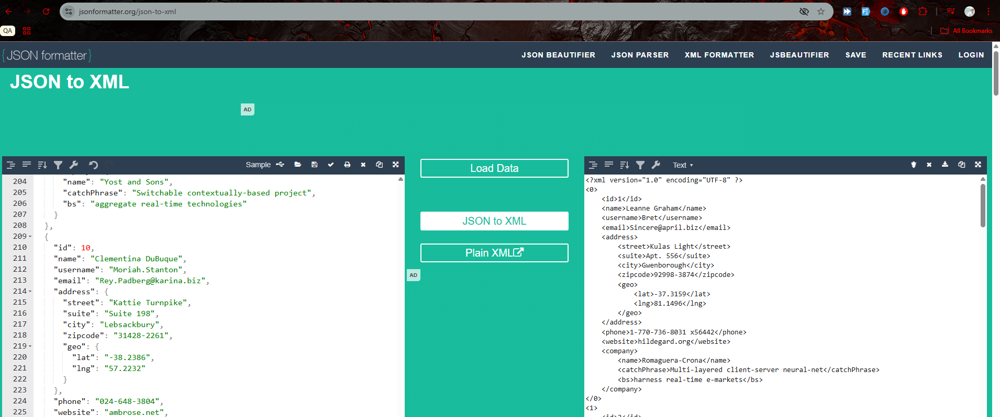 jsonformatter.org/json-to-xml
QA
All Bookmarks
{JSON formatter}
JSON BEAUTIFIER
JSON PARSER
XML FORMATTER
JSBEAUTIFIER
SAVE
RECENT LINKS
LOGIN
JSON to XML
AD
Sample
204 "name": "Yost and Sons",
205 "catchPhrase": "Switchable contextually-based project",
206 "bs": "aggregate real-time technologies"
207 }
208 },
209 {
210 "id": 10,
211 "name": "Clementina DuBuque",
212 "username": "Moriah.Stanton",
213 "email": "Rey.Padberg@karina.biz",
214 "address": {
215 "street": "Kattie Turnpike",
216 "suite": "Suite 198",
217 "city": "Lebsackbury",
218 "zipcode": "31428-2261",
219 "geo": {
220 "lat": "-38.2386",
221 "lng": "57.2232"
222 }
223 },
224 "phone": "024-648-3804",
225 "website": "ambrose.net",
Load Data
JSON to XML
Plain XML
AD
Text
<?xml version="1.0" encoding="UTF-8" ?>
<0>
<id>1</id>
<name>Leanne Graham</name>
<username>Bret</username>
<email>Sincere@april.biz</email>
<address>
<street>Kulas Light</street>
<suite>Apt. 556</suite>
<city>Gwenborough</city>
<zipcode>92998-3874</zipcode>
<geo>
<lat>-37.3159</lat>
<lng>81.1496</lng>
</geo>
</address>
<phone>1-770-736-8031 x56442</phone>
<website>hildegard.org</website>
<company>
<name>Romaguera-Crona</name>
<catchPhrase>Multi-layered client-server neural-net</catchPhrase>
<bs>harness real-time e-markets</bs>
</company>
</0>
<1>
<id>2</id>